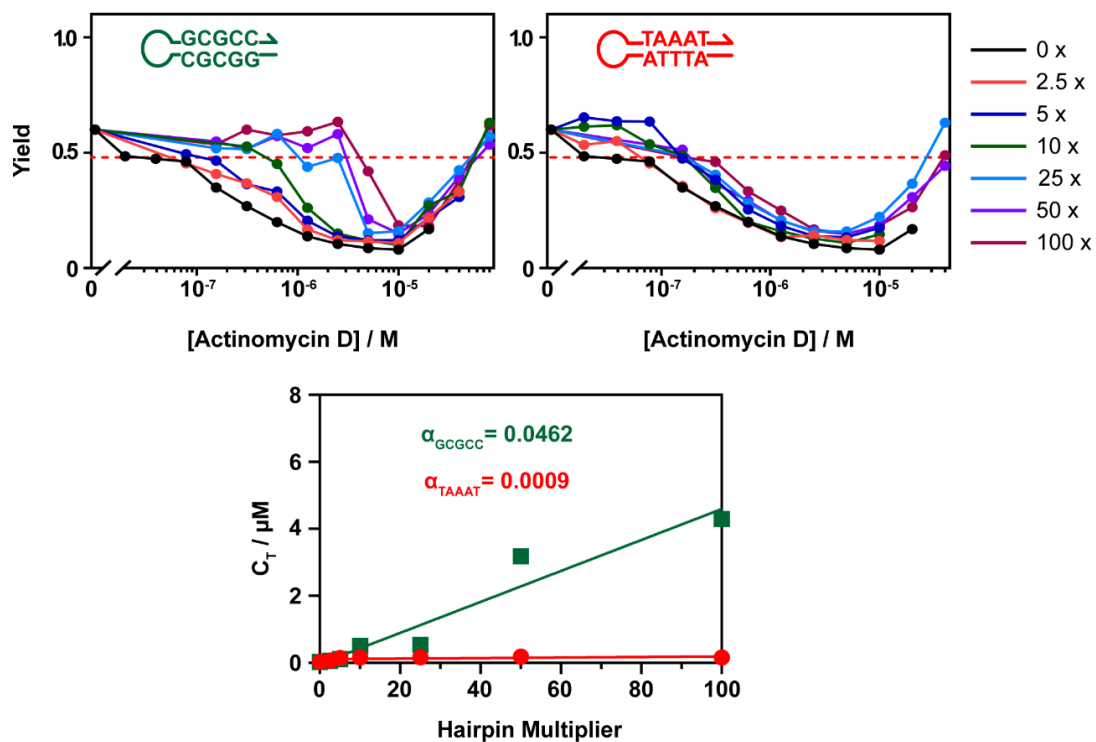 1.0
0.5
0
Yield
GCGCC
CGCGG
0
10⁻⁷
10⁻⁶
10⁻⁵
[Actinomycin D] / M
1.0
0.5
0
TAAAT
ATTTA
0
10⁻⁷
10⁻⁶
10⁻⁵
[Actinomycin D] / M
0 x
2.5 x
5 x
10 x
25 x
50 x
100 x
8
6
4
2
0
C_T / µM
α_GCGCC= 0.0462
α_TAAAT= 0.0009
0
20
40
60
80
100
Hairpin Multiplier